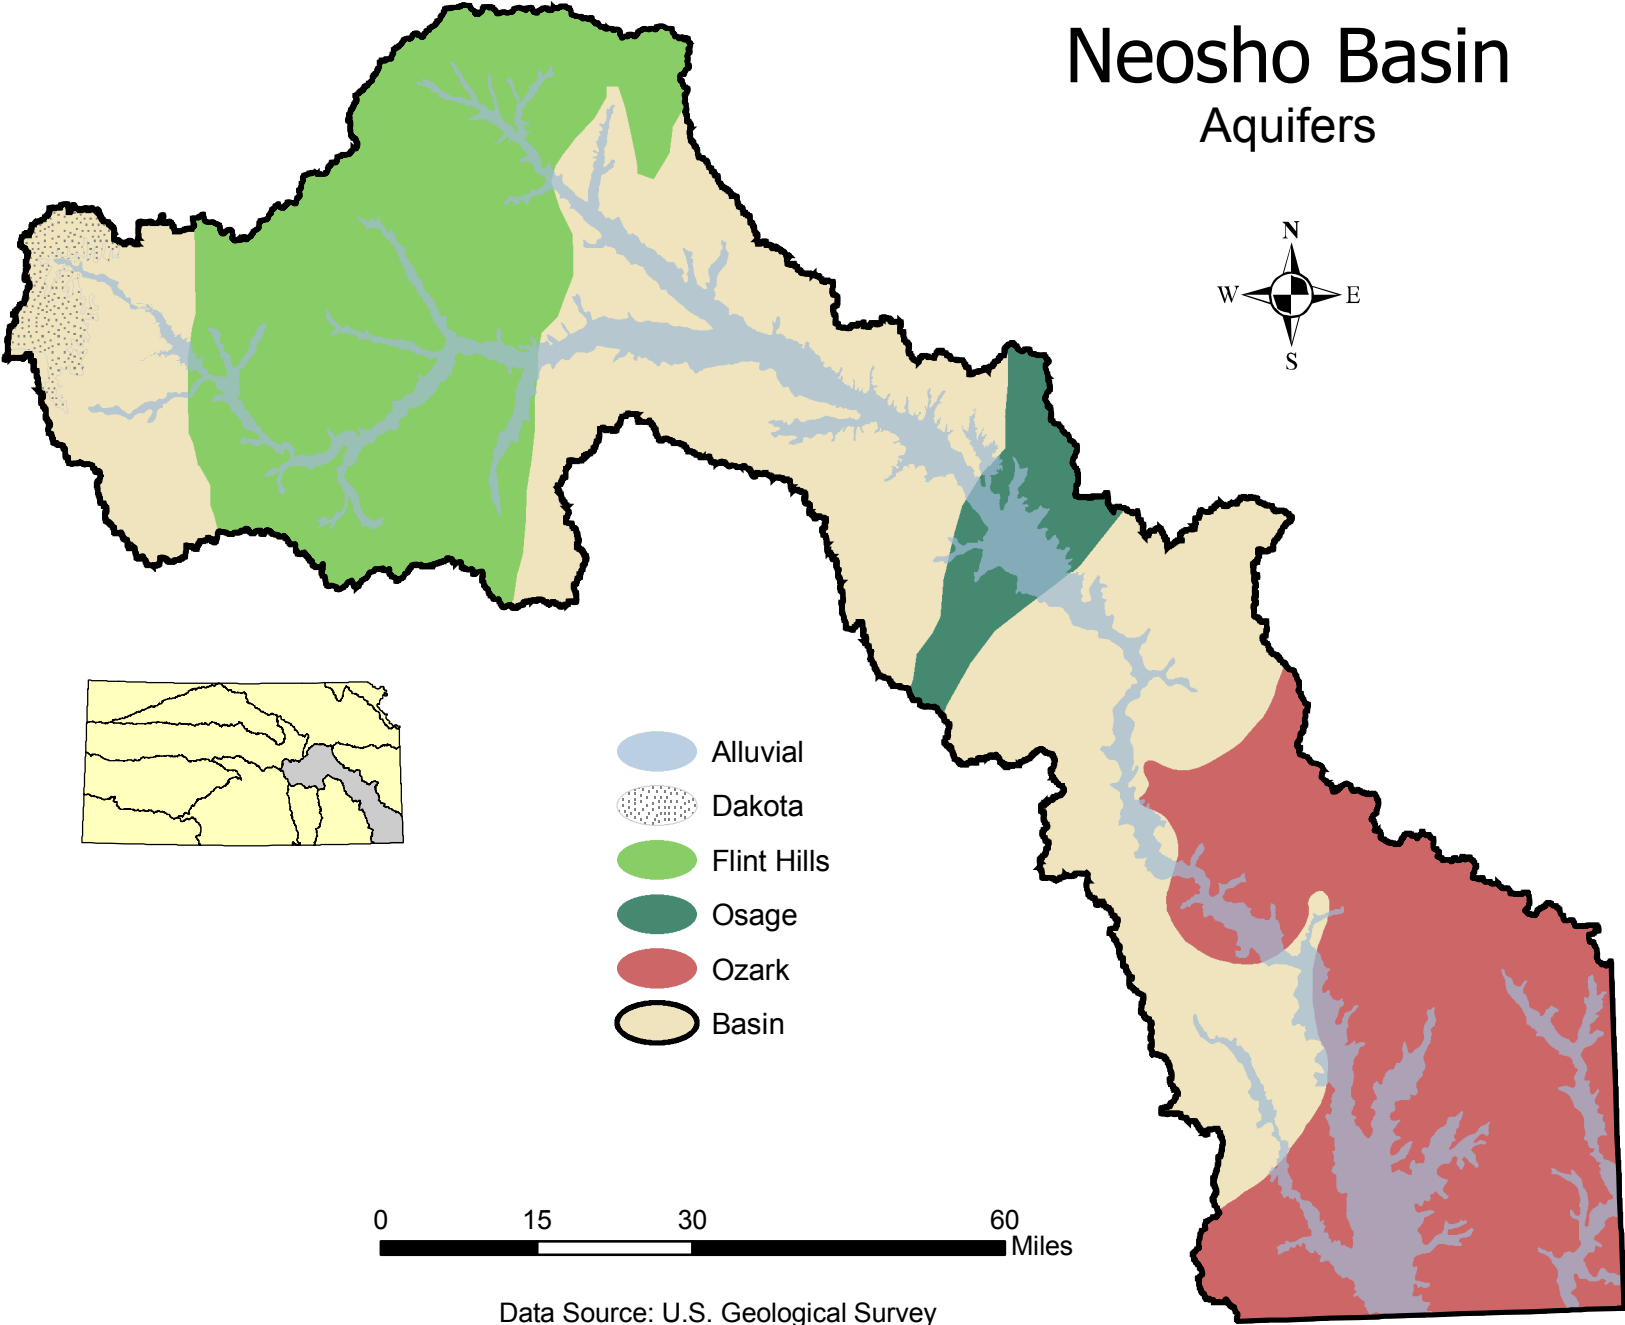 Neosho Basin
Aquifers
N
W E
S
Alluvial
Dakota
Flint Hills
Osage
Ozark
Basin
0 15 30 60
Miles
Data Source: U.S. Geological Survey